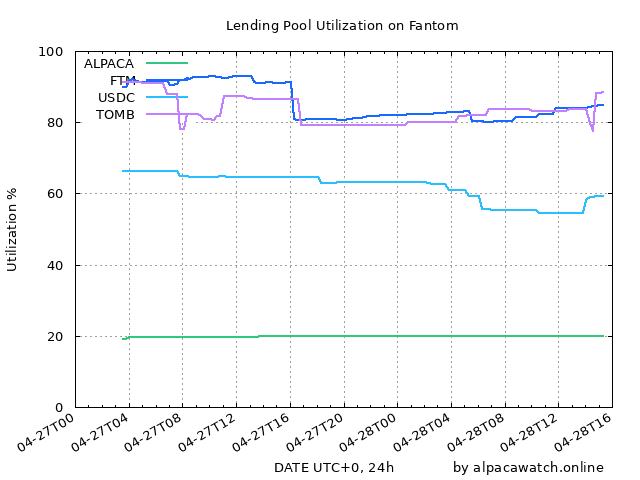 Lending Pool Utilization on Fantom
100
80
60
40
20
0
Utilization %
ALPACA
FTM
USDC
TOMB
04-27T00
04-27T04
04-27T08
04-27T12
04-27T16
04-27T20
04-28T00
04-28T04
04-28T08
04-28T12
04-28T16
DATE UTC+0, 24h
by alpacawatch.online